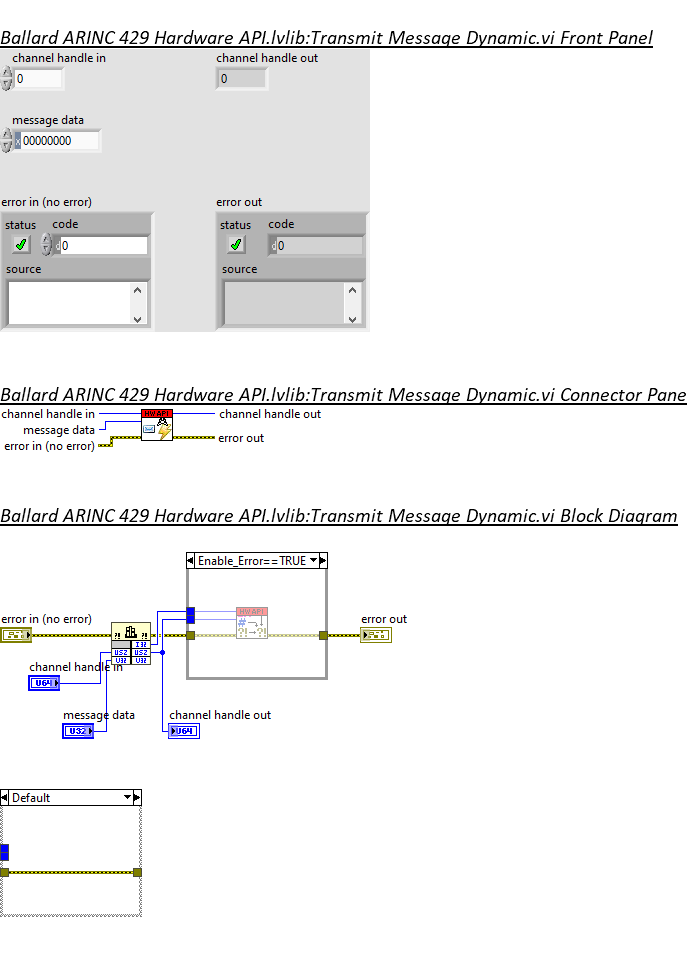 Ballard ARINC 429 Hardware API.lvlib:Transmit Message Dynamic.vi Front Panel
channel handle in channel handle out
0 0
message data
x 00000000
error in (no error) error out
status code status code
d 0 d 0
source source
Ballard ARINC 429 Hardware API.lvlib:Transmit Message Dynamic.vi Connector Pane
channel handle in HW API channel handle out
message data
error in (no error) error out
Ballard ARINC 429 Hardware API.lvlib:Transmit Message Dynamic.vi Block Diagram
Enable_Error==TRUE
HW API
error in (no error) error out
# ?! ?!
?! ?!
I32
U32
channel handle in
U64
message data channel handle out
U32 U64
Default